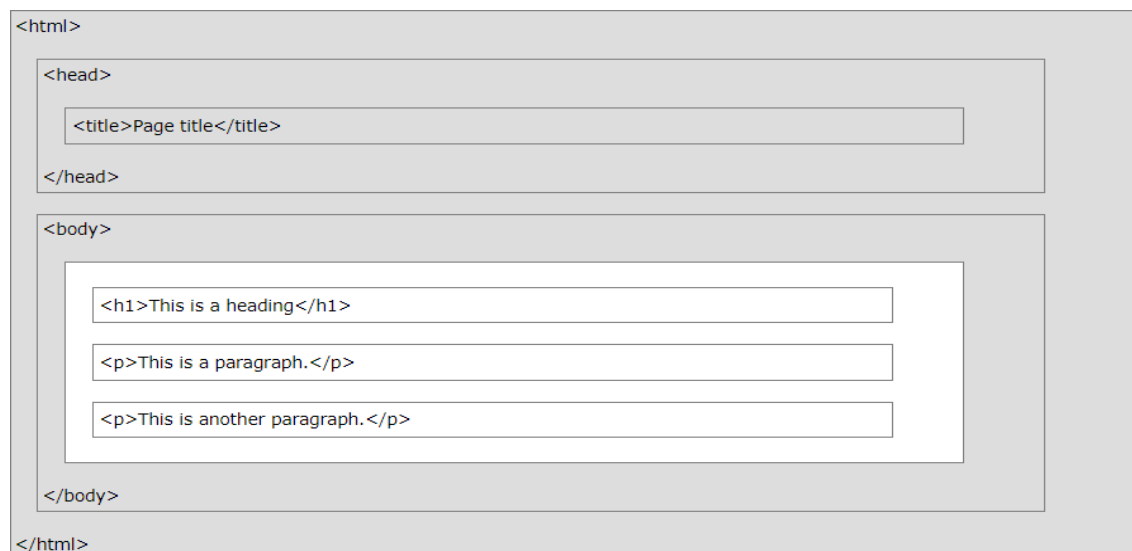 <html>
<head>
<title>Page title</title>
</head>
<body>
<h1>This is a heading</h1>
<p>This is a paragraph.</p>
<p>This is another paragraph.</p>
</body>
</html>